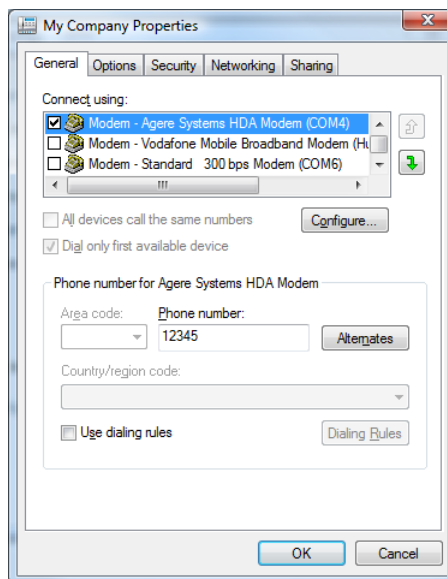 My Company Properties
General Options Security Networking Sharing
Connect using:
Modem - Agere Systems HDA Modem (COM4)
Modem - Vodafone Mobile Broadband Modem (Hu
Modem - Standard 300 bps Modem (COM6)
All devices call the same numbers
Configure...
Dial only first available device
Phone number for Agere Systems HDA Modem
Area code: Phone number:
12345
Alternates
Country/region code:
Use dialing rules
Dialing Rules
OK Cancel